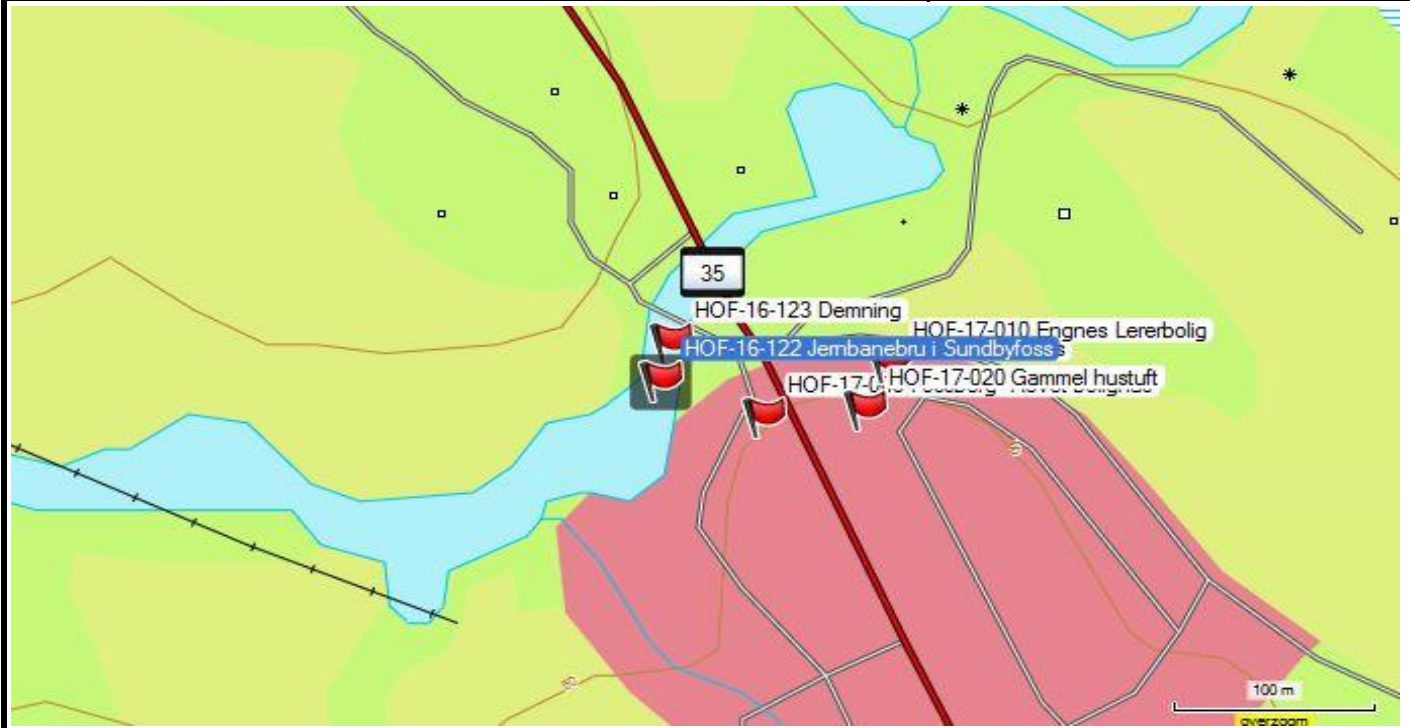 35
HOF-16-123 Demning
HOF-17-010 Engnes Lererbolig
HOF-16-122 Jernbanebru i Sundbyfoss
HOF-17-020 Gammel hustuft
100 m
overzoom